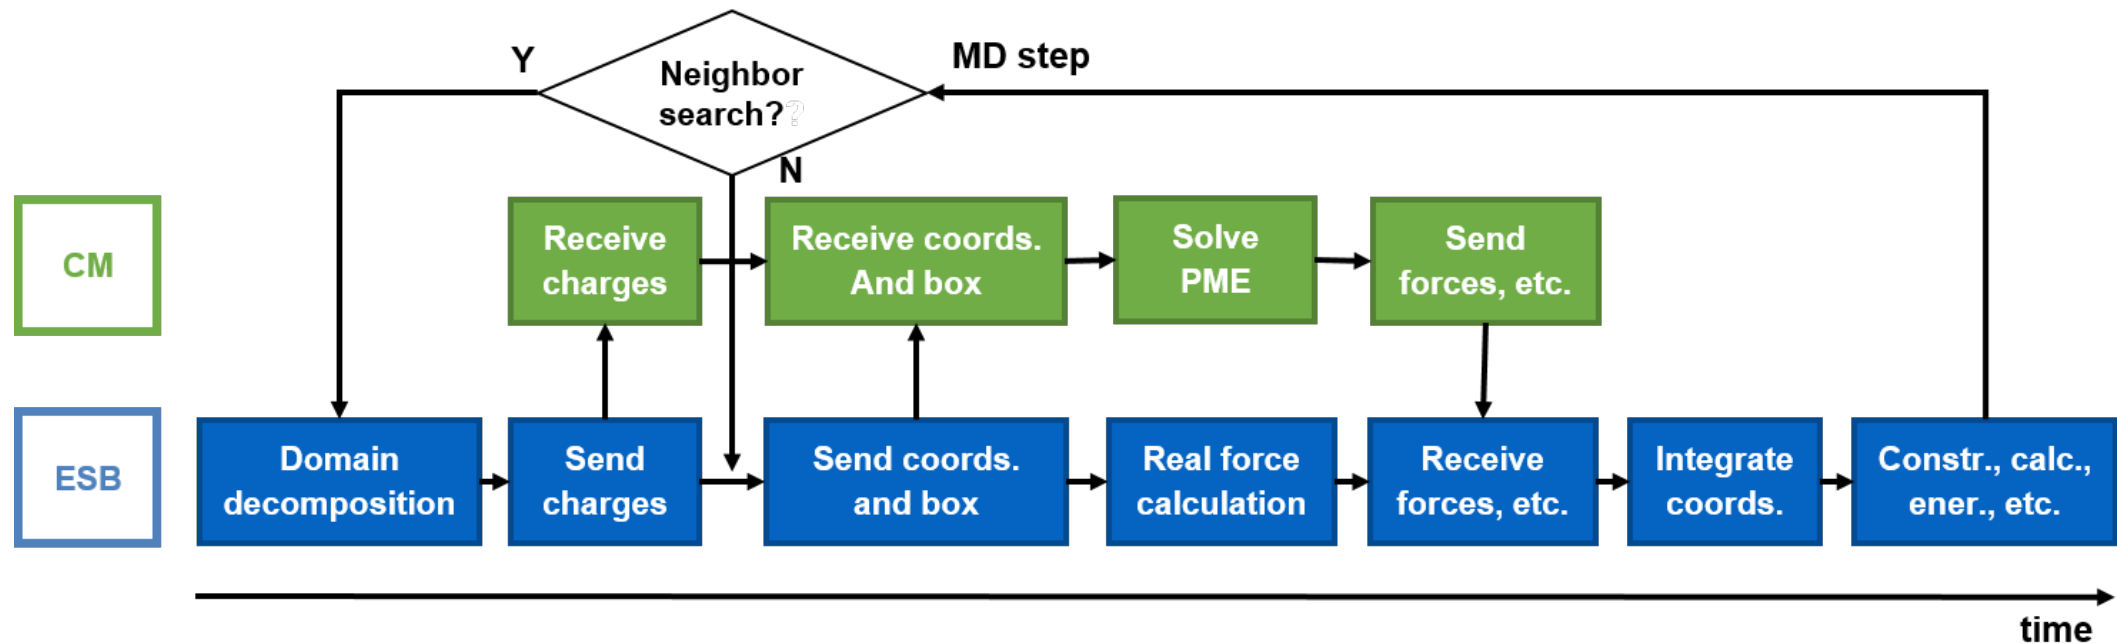 Y
Neighbor
search??
MD step
N
CM
Receive
charges
Receive coords.
And box
Solve
PME
Send
forces, etc.
ESB
Domain
decomposition
Send
charges
Send coords.
and box
Real force
calculation
Receive
forces, etc.
Integrate
coords.
Constr., calc.,
ener., etc.
time